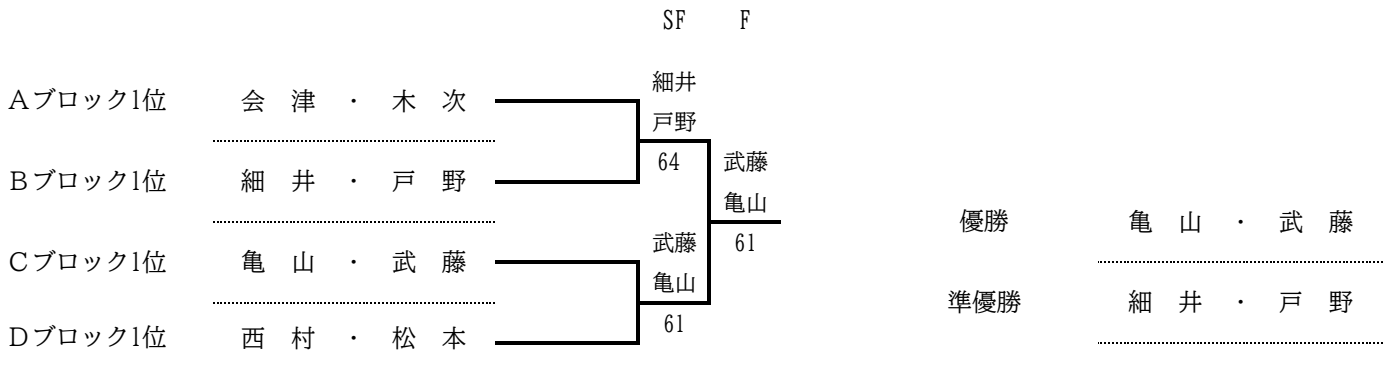 SF F
細井
Aブロック1位 会 津 ・ 木 次
戸野
64 武藤
Bブロック1位 細 井 ・ 戸 野
亀山
優勝 亀 山 ・ 武 藤
武藤 61
Cブロック1位 亀 山 ・ 武 藤
亀山
準優勝 細 井 ・ 戸 野
61
Dブロック1位 西 村 ・ 松 本